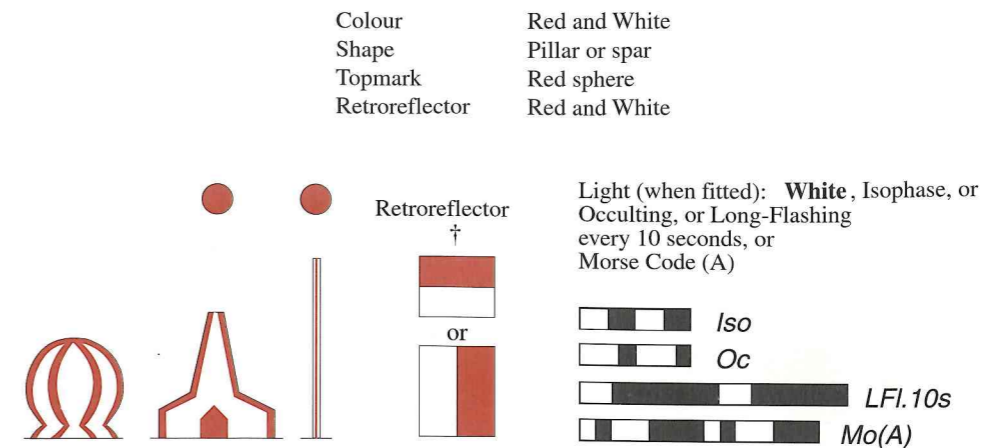 Colour Red and White
Shape Pillar or spar
Topmark Red sphere
Retroreflector Red and White
Retroreflector
†
or
Light (when fitted): White, Isophase, or
Occulting, or Long-Flashing
every 10 seconds, or
Morse Code (A)
Iso
Oc
LFl.10s
Mo(A)